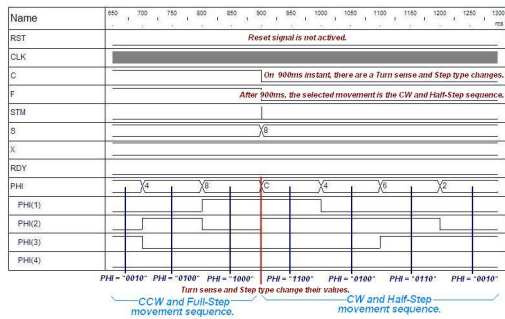 Name 650 700 750 800 850 900 950 1000 1050 1100 1150 1200 1250 1300
ms
RST Reset signal is not actived.
CLK
C On 900ms instant, there are a Turn sense and Step type changes.
F After 900ms, the selected movement is the CW and Half-Step sequence.
STM
S 8
X
RDY
PHI 4 8 C 4 6 2
PHI(1)
PHI(2)
PHI(3)
PHI(4)
PHI = "0010" PHI = "0100" PHI = "1000" PHI = "1100" PHI = "0100" PHI = "0110" PHI = "0010"
Turn sense and Step type change their values.
CCW and Full-Step movement sequence. CW and Half-Step movement sequence.